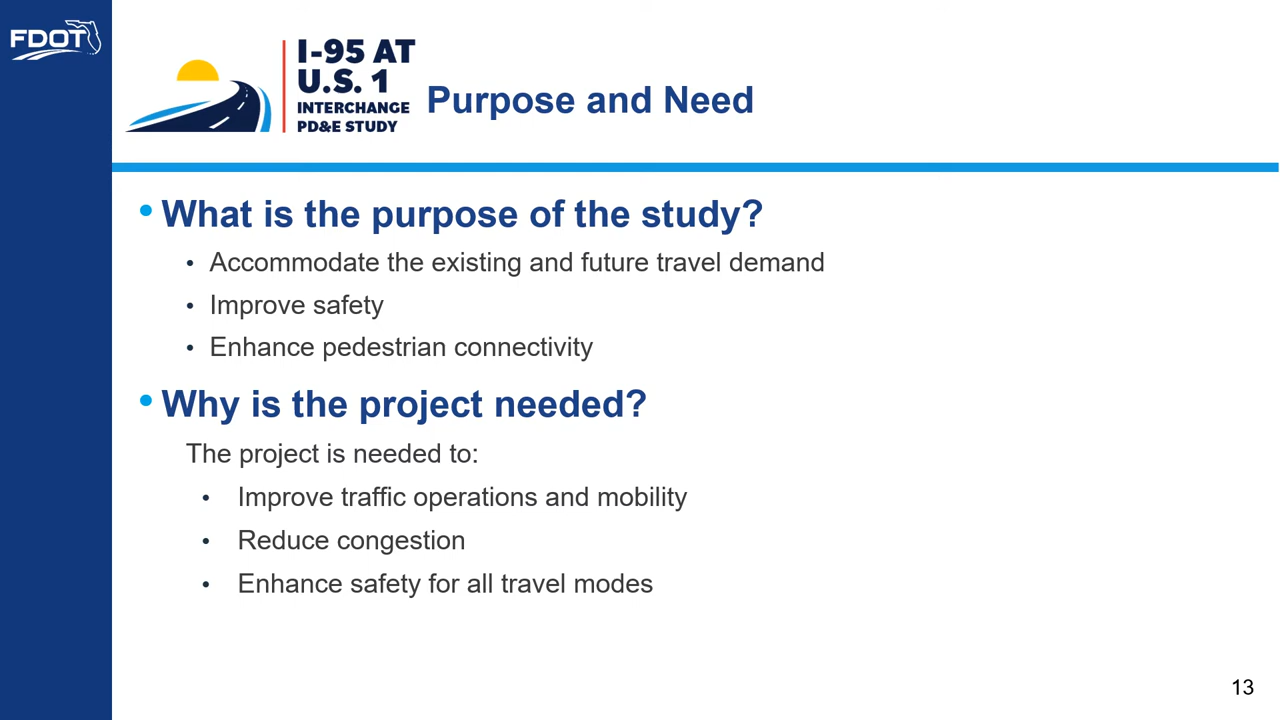 FDOT
I-95 AT
U.S. 1
INTERCHANGE
PD&E STUDY
Purpose and Need
• What is the purpose of the study?
• Accommodate the existing and future travel demand
• Improve safety
• Enhance pedestrian connectivity
• Why is the project needed?
The project is needed to:
• Improve traffic operations and mobility
• Reduce congestion
• Enhance safety for all travel modes
13